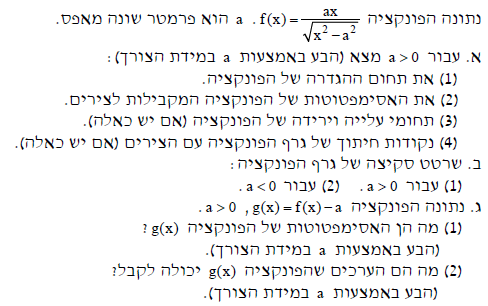 נתונה הפונקציה f(x) = ax / √(x² − a²) . a הוא פרמטר שונה מאפס.
א. עבור a > 0 מצא (הבע באמצעות a במידת הצורך):
(1) את תחום ההגדרה של הפונקציה.
(2) את האסימפטוטות של הפונקציה המקבילות לצירים.
(3) תחומי עלייה וירידה של הפונקציה (אם יש כאלה).
(4) נקודות חיתוך של גרף הפונקציה עם הצירים (אם יש כאלה).
ב. שרטט סקיצה של גרף הפונקציה:
(1) עבור a > 0. (2) עבור a < 0.
ג. נתונה הפונקציה g(x) = f(x) − a , a > 0.
(1) מה הן האסימפטוטות של הפונקציה g(x)?
(הבע באמצעות a במידת הצורך).
(2) מה הם הערכים שהפונקציה g(x) יכולה לקבל?
(הבע באמצעות a במידת הצורך).